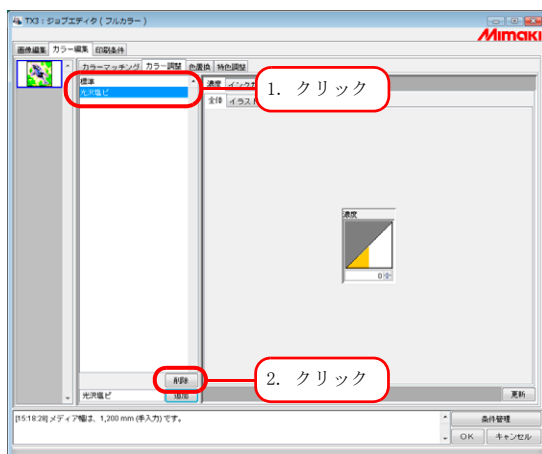 TX3 : ジョブエディタ ( フルカラー )
Mimaki
画像編集 カラー編集 印刷条件
カラーマッチング カラー調整 色置換 特色調整
標準
光沢塩ビ
濃度
全体 イラスト
1. クリック
濃度
0
削除
2. クリック
光沢塩ビ 追加
更新
[15:18:28] メディア幅は、1,200 mm (手入力) です。
条件管理
OK キャンセル